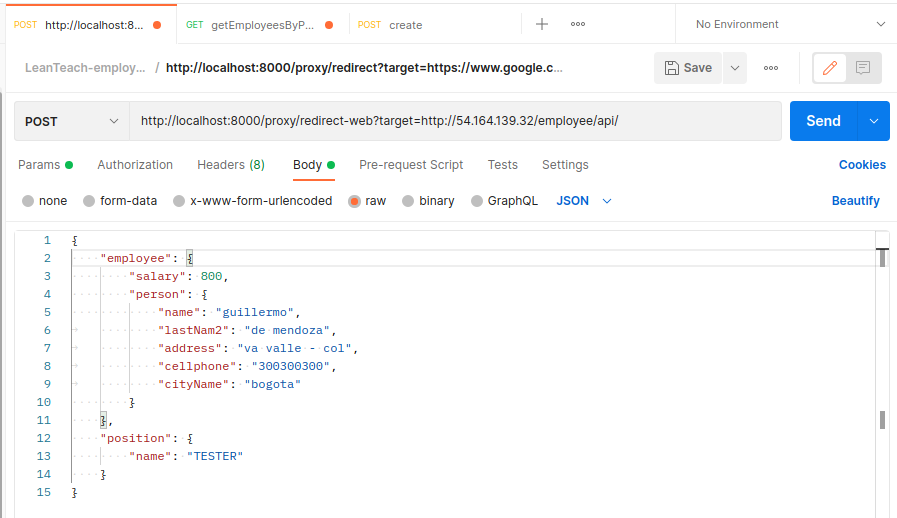 POST http://localhost:8... GET getEmployeesByP... POST create No Environment
LeanTeach-employ... / http://localhost:8000/proxy/redirect?target=https://www.google.c... Save
POST http://localhost:8000/proxy/redirect-web?target=http://54.164.139.32/employee/api/ Send
Params Authorization Headers (8) Body Pre-request Script Tests Settings Cookies
none form-data x-www-form-urlencoded raw binary GraphQL JSON Beautify
1 {
2 "employee": {
3 "salary": 800,
4 "person": {
5 "name": "guillermo",
6 "lastNam2": "de mendoza",
7 "address": "va valle - col",
8 "cellphone": "300300300",
9 "cityName": "bogota"
10 }
11 },
12 "position": {
13 "name": "TESTER"
14 }
15 }